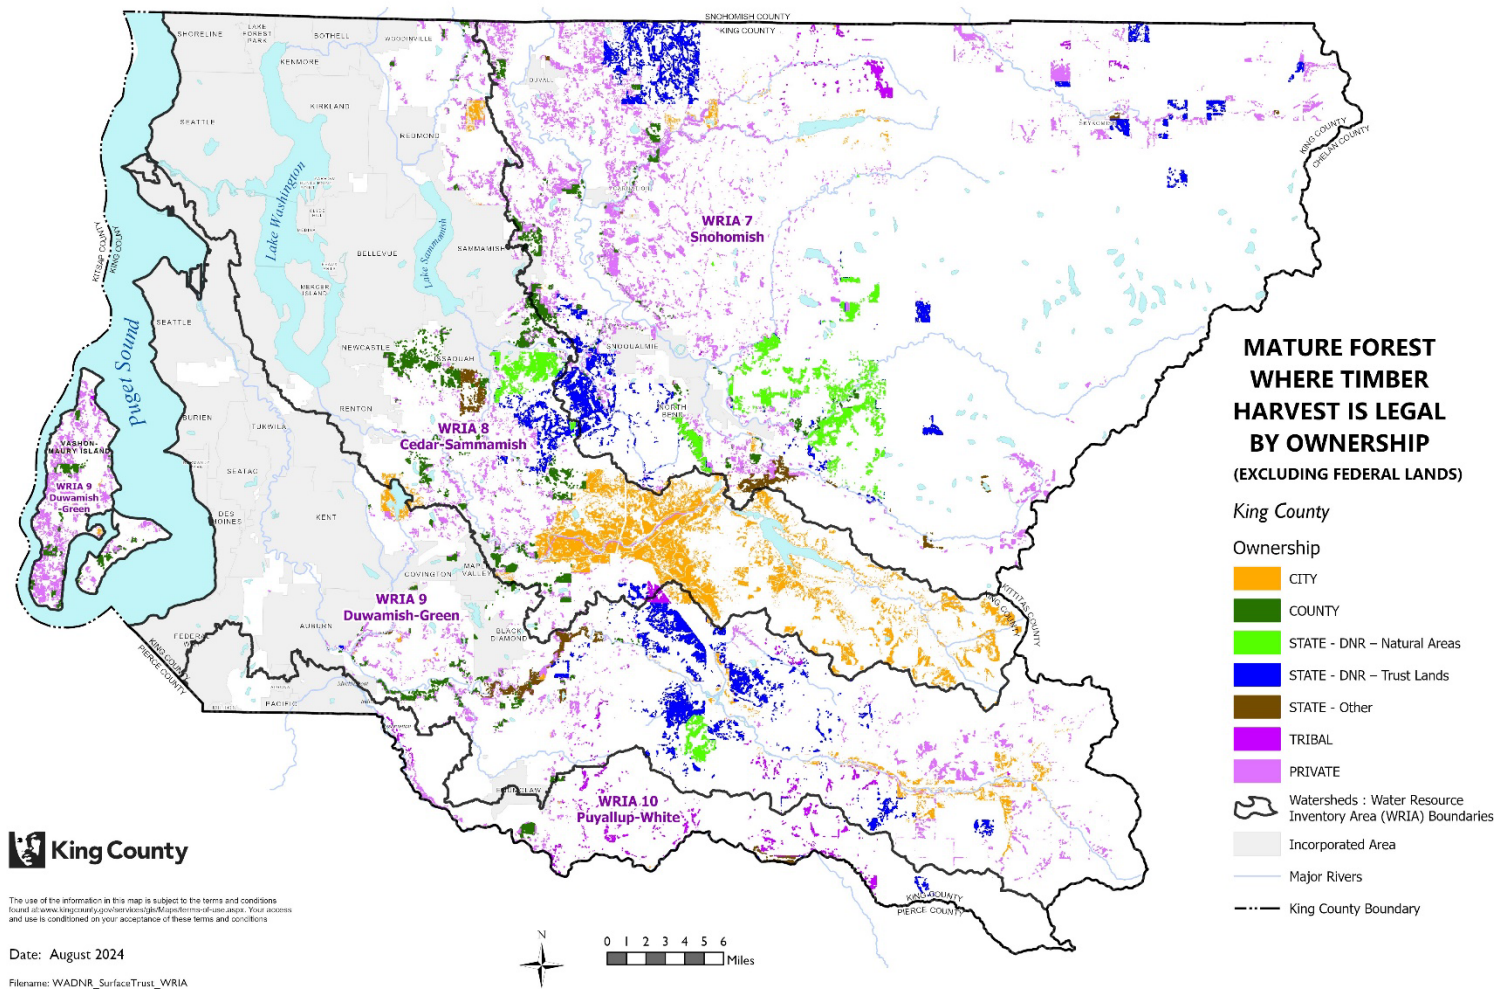 SNOHOMISH COUNTY
KING COUNTY
SHORELINE
LAKE
FOREST
PARK
BOTHELL
WOODINVILLE
KENMORE
DUVALL
KIRKLAND
SEATTLE
REDMOND
SKYKOMISH
KING COUNTY
CHELAN COUNTY
Lake Washington
CARNATION
WRIA 7
Snohomish
KITSAP COUNTY
KING COUNTY
Lake Sammamish
SAMMAMISH
BELLEVUE
MERCER
ISLAND
Puget Sound
SEATTLE
NEWCASTLE
ISSAQUAH
SNOQUALMIE
RENTON
NORTH
BEND
BURIEN
TUKWILA
WRIA 8
Cedar-Sammamish
VASHON-
MAURY ISLAND
SEATAC
WRIA 9
Duwamish
-Green
DES
MOINES
KENT
COVINGTON
MAPLE
VALLEY
WRIA 9
Duwamish-Green
KITTITAS COUNTY
KING COUNTY
AUBURN
BLACK
DIAMOND
KING COUNTY
PIERCE COUNTY
PACIFIC
ENUMCLAW
WRIA 10
Puyallup-White
KING COUNTY
PIERCE COUNTY
MATURE FOREST
WHERE TIMBER
HARVEST IS LEGAL
BY OWNERSHIP
(EXCLUDING FEDERAL LANDS)
King County
Ownership
CITY
COUNTY
STATE - DNR – Natural Areas
STATE - DNR – Trust Lands
STATE - Other
TRIBAL
PRIVATE
Watersheds : Water Resource
Inventory Area (WRIA) Boundaries
Incorporated Area
Major Rivers
King County Boundary
King County
The use of the information in this map is subject to the terms and conditions
found at:www.kingcounty.gov/services/gis/Maps/terms-of-use.aspx. Your access
and use is conditioned on your acceptance of these terms and conditions
Date: August 2024
Filename: WADNR_SurfaceTrust_WRIA
N
0 1 2 3 4 5 6
Miles